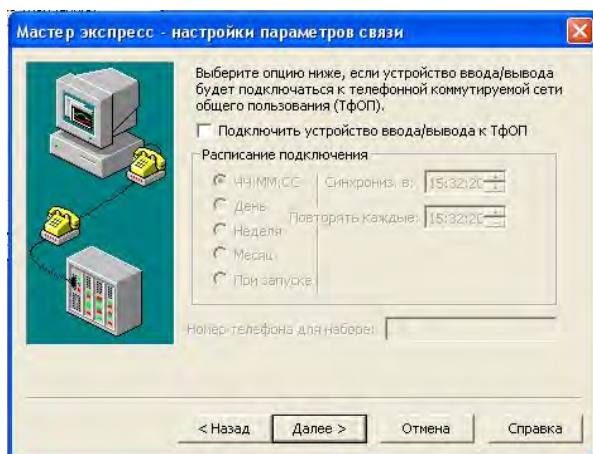 Мастер экспресс - настройки параметров связи
Выберите опцию ниже, если устройство ввода/вывода
будет подключаться к телефонной коммутируемой сети
общего пользования (ТфОП).
Подключить устройство ввода/вывода к ТфОП
Расписание подключения
ЧЧ:ММ:СС Синхрониз. в: 15:32:20
День
Повторять каждые: 15:32:20
Неделя
Месяц
При запуске
Номер телефона для набора:
< Назад Далее > Отмена Справка